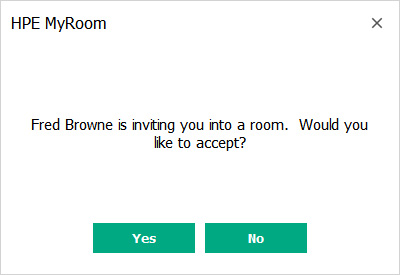 HPE MyRoom
Fred Browne is inviting you into a room.  Would you
like to accept?
Yes
No